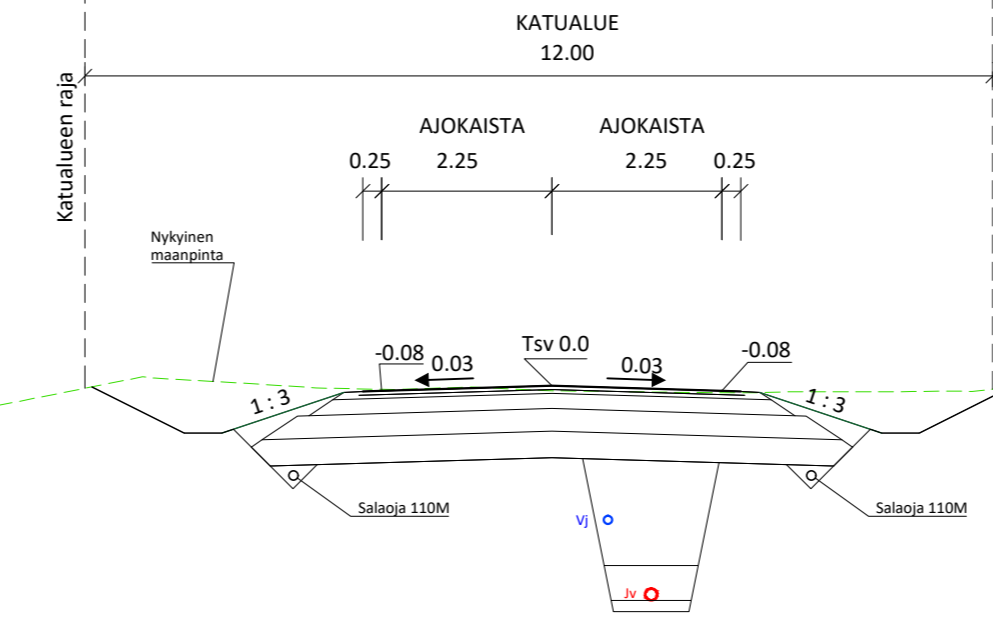 KATUALUE
12.00
Katualueen raja
AJOKAISTA AJOKAISTA
0.25 2.25 2.25 0.25
Nykyinen
maanpinta
-0.08 0.03 Tsv 0.0 0.03 -0.08
1 : 3 1 : 3
Salaoja 110M Salaoja 110M
Vj
Jv